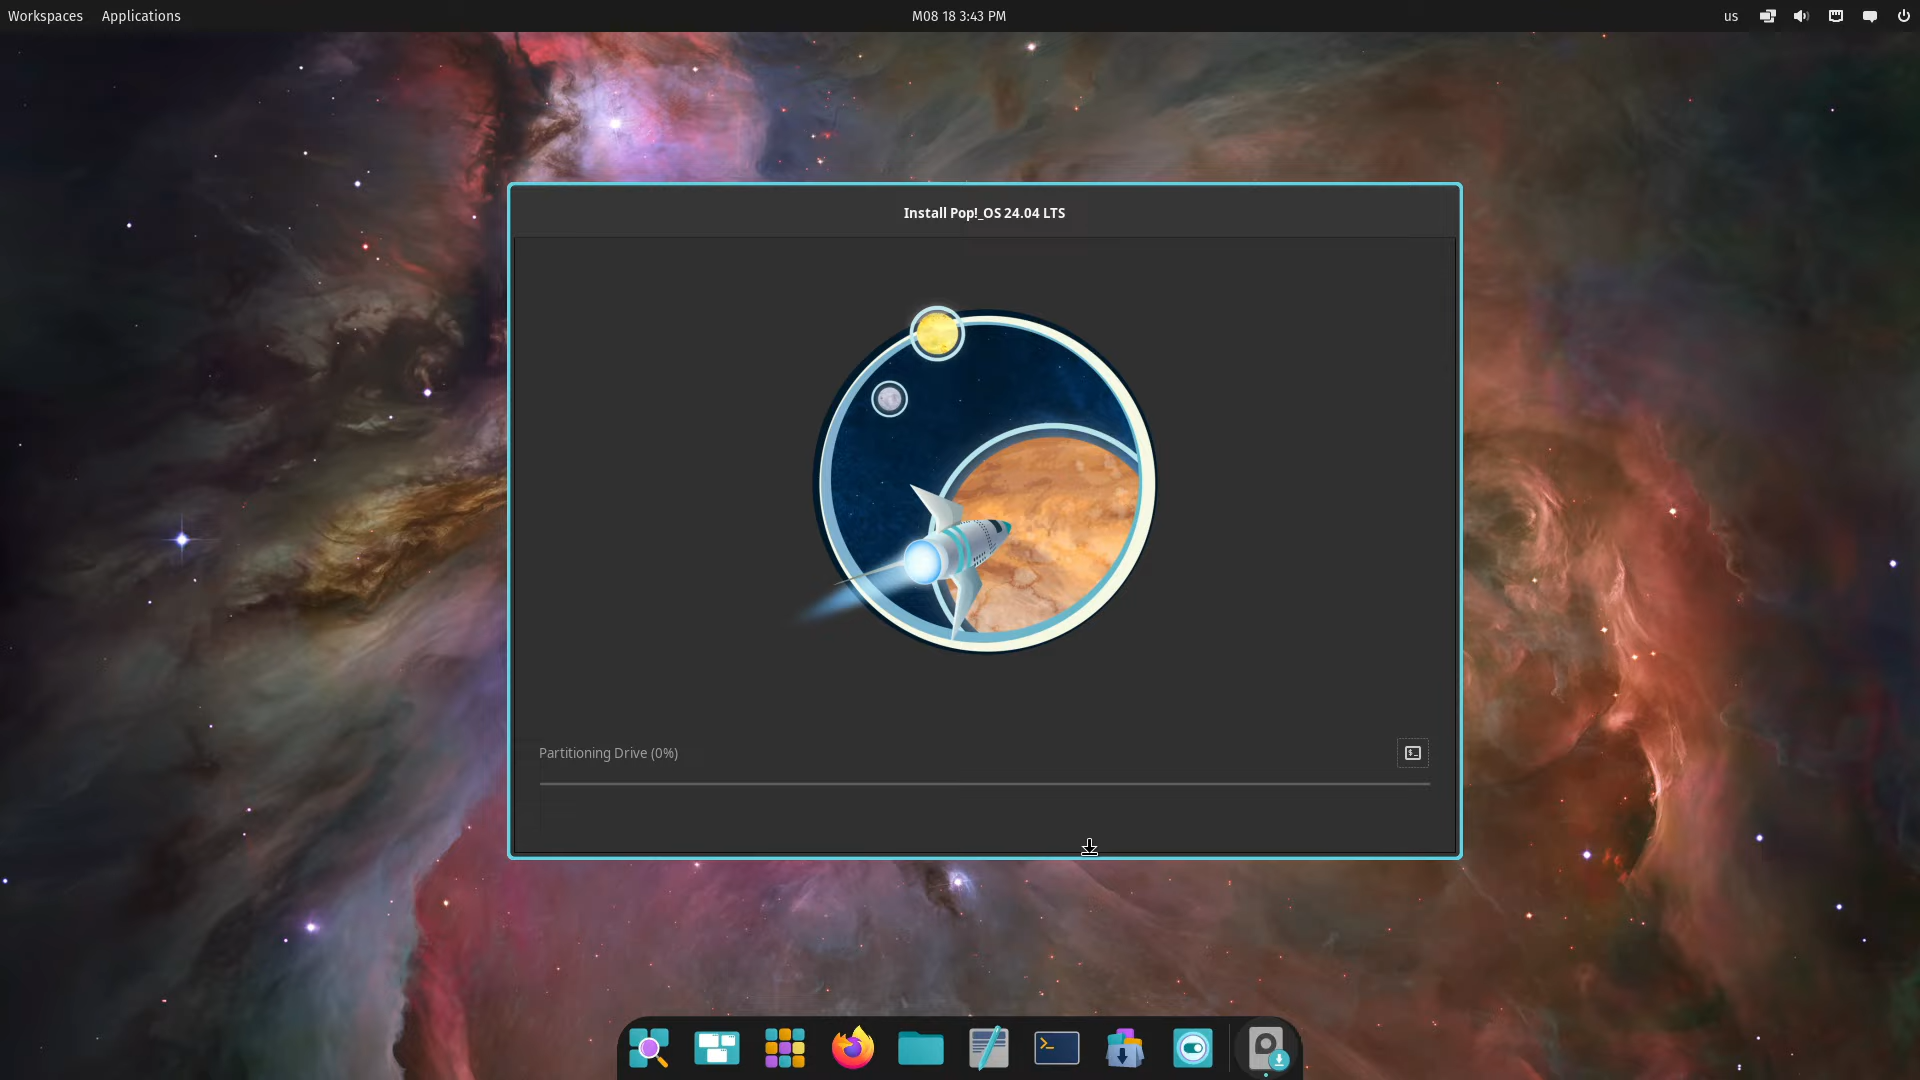 Workspaces Applications M08 18 3:43 PM us
Install Pop!_OS 24.04 LTS
Partitioning Drive (0%)